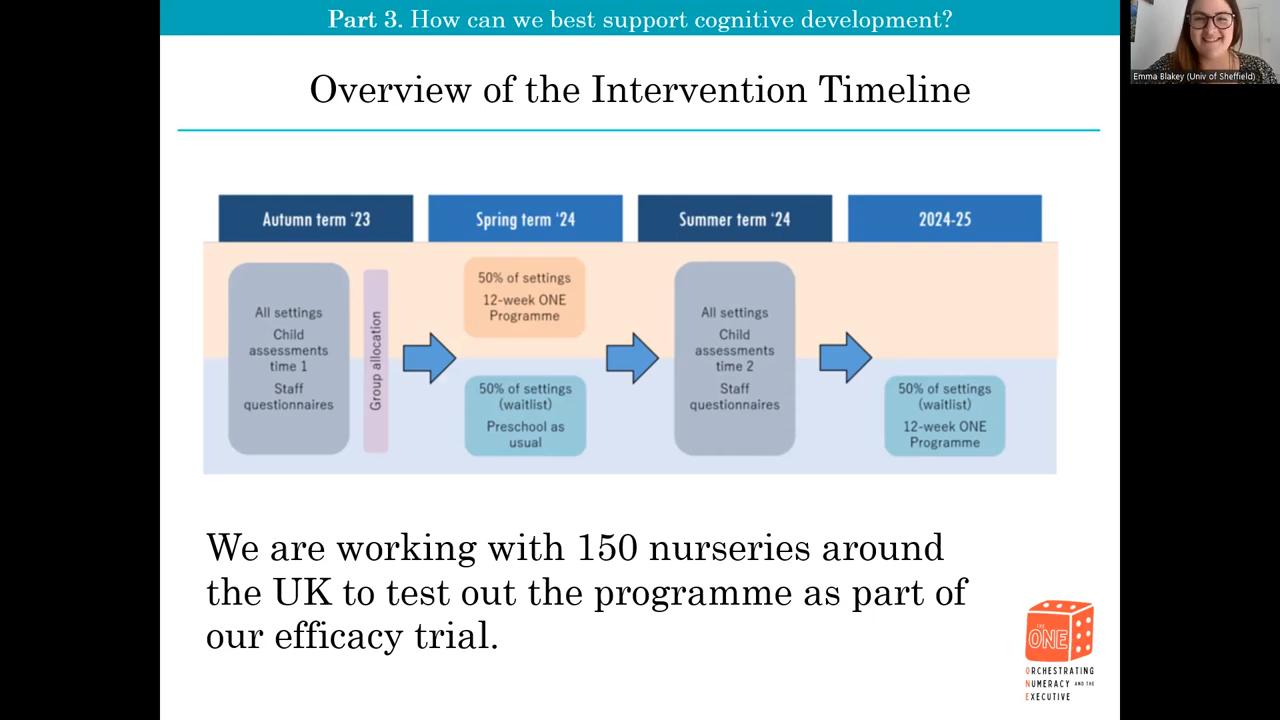 Part 3. How can we best support cognitive development?
Emma Blakey (Univ of Sheffield)
Overview of the Intervention Timeline
Autumn term ‘23
Spring term ‘24
Summer term ‘24
2024-25
All settings
Child
assessments
time 1
Staff
questionnaires
Group allocation
50% of settings
12-week ONE
Programme
50% of settings
(waitlist)
Preschool as
usual
All settings
Child
assessments
time 2
Staff
questionnaires
50% of settings
(waitlist)
12-week ONE
Programme
We are working with 150 nurseries around
the UK to test out the programme as part of
our efficacy trial.
THE
ONE
ORCHESTRATING
NUMERACY AND THE
EXECUTIVE